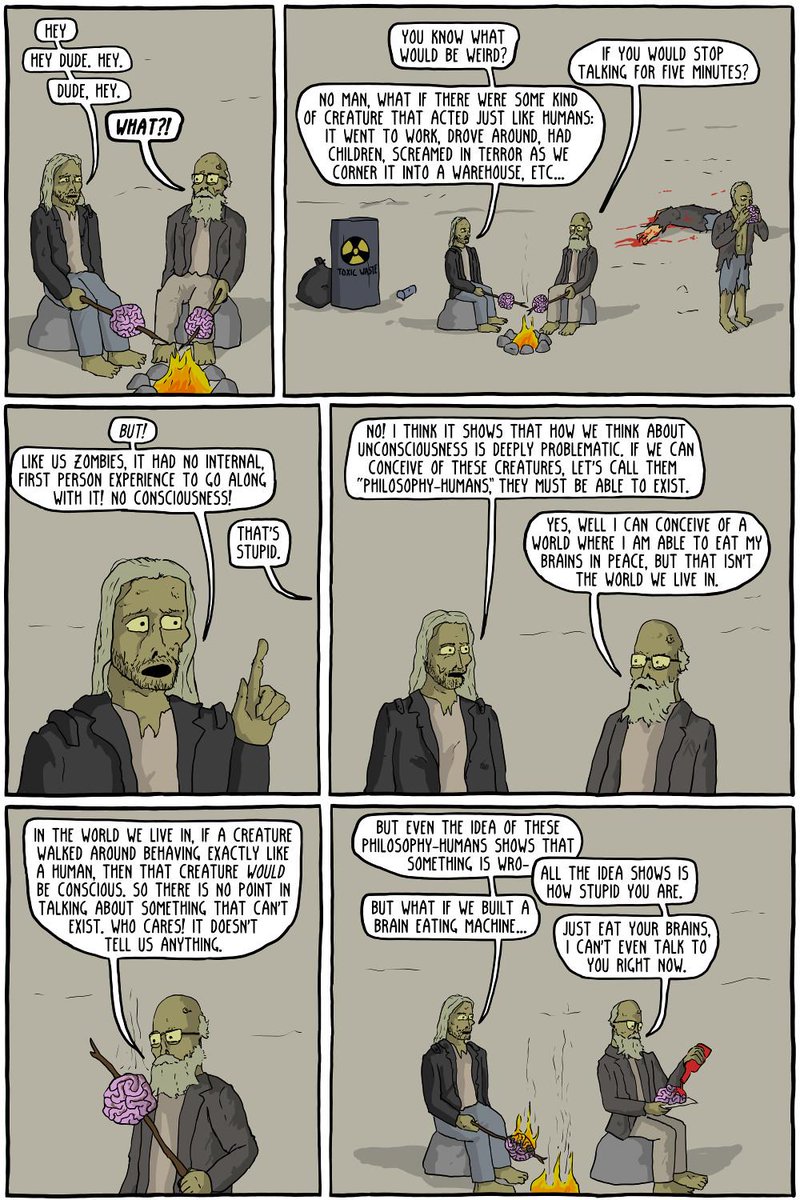 HEY
HEY DUDE. HEY.
DUDE, HEY.
WHAT?!
YOU KNOW WHAT
WOULD BE WEIRD?
IF YOU WOULD STOP
TALKING FOR FIVE MINUTES?
NO MAN, WHAT IF THERE WERE SOME KIND
OF CREATURE THAT ACTED JUST LIKE HUMANS:
IT WENT TO WORK, DROVE AROUND, HAD
CHILDREN, SCREAMED IN TERROR AS WE
CORNER IT INTO A WAREHOUSE, ETC...
TOXIC WASTE
BUT!
LIKE US ZOMBIES, IT HAD NO INTERNAL,
FIRST PERSON EXPERIENCE TO GO ALONG
WITH IT! NO CONSCIOUSNESS!
THAT'S
STUPID.
NO! I THINK IT SHOWS THAT HOW WE THINK ABOUT
UNCONSCIOUSNESS IS DEEPLY PROBLEMATIC. IF WE CAN
CONCEIVE OF THESE CREATURES, LET'S CALL THEM
"PHILOSOPHY-HUMANS," THEY MUST BE ABLE TO EXIST.
YES, WELL I CAN CONCEIVE OF A
WORLD WHERE I AM ABLE TO EAT MY
BRAINS IN PEACE, BUT THAT ISN'T
THE WORLD WE LIVE IN.
IN THE WORLD WE LIVE IN, IF A CREATURE
WALKED AROUND BEHAVING EXACTLY LIKE
A HUMAN, THEN THAT CREATURE WOULD
BE CONSCIOUS. SO THERE IS NO POINT IN
TALKING ABOUT SOMETHING THAT CAN'T
EXIST. WHO CARES! IT DOESN'T
TELL US ANYTHING.
BUT EVEN THE IDEA OF THESE
PHILOSOPHY-HUMANS SHOWS THAT
SOMETHING IS WRO-
ALL THE IDEA SHOWS IS
HOW STUPID YOU ARE.
BUT WHAT IF WE BUILT A
BRAIN EATING MACHINE...
JUST EAT YOUR BRAINS,
I CAN'T EVEN TALK TO
YOU RIGHT NOW.